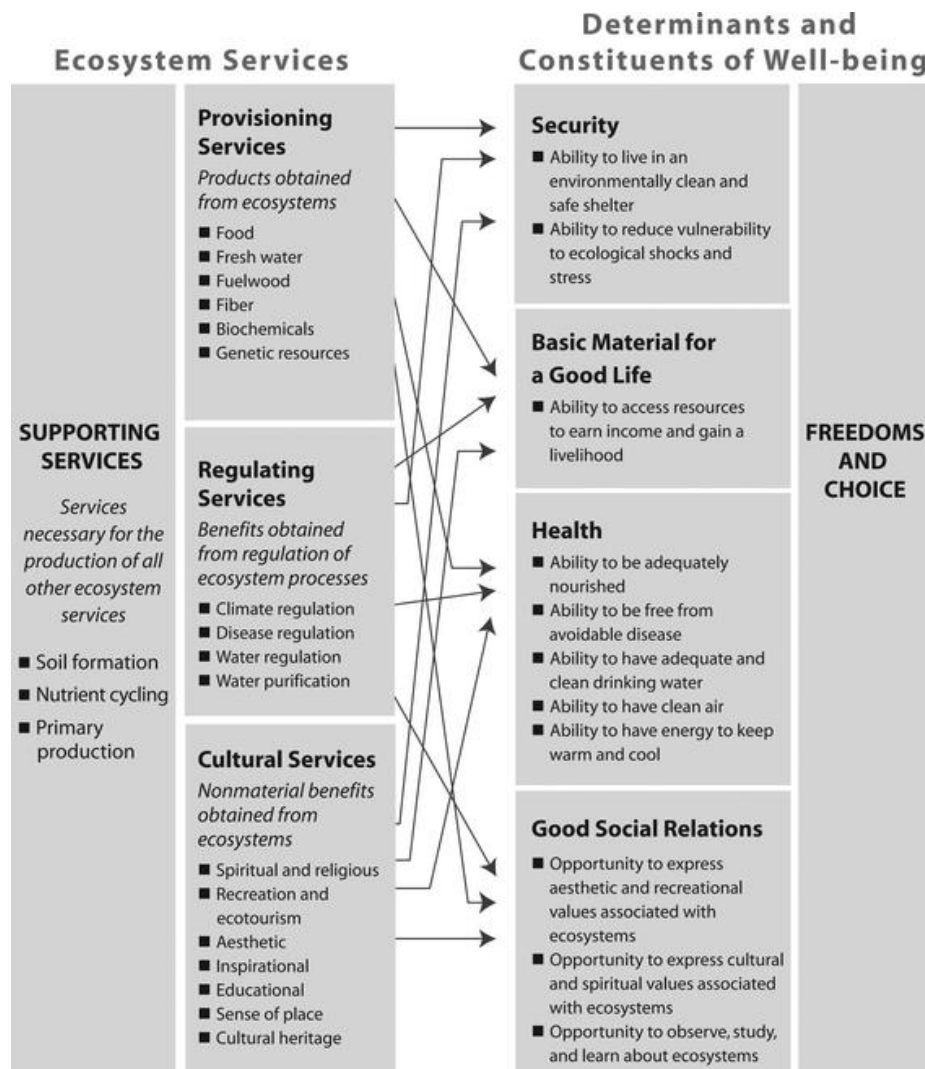 Ecosystem Services
Determinants and
Constituents of Well-being
SUPPORTING
SERVICES
Services
necessary for the
production of all
other ecosystem
services
■ Soil formation
■ Nutrient cycling
■ Primary
production
Provisioning
Services
Products obtained
from ecosystems
■ Food
■ Fresh water
■ Fuelwood
■ Fiber
■ Biochemicals
■ Genetic resources
Regulating
Services
Benefits obtained
from regulation of
ecosystem processes
■ Climate regulation
■ Disease regulation
■ Water regulation
■ Water purification
Cultural Services
Nonmaterial benefits
obtained from
ecosystems
■ Spiritual and religious
■ Recreation and
ecotourism
■ Aesthetic
■ Inspirational
■ Educational
■ Sense of place
■ Cultural heritage
Security
■ Ability to live in an
environmentally clean and
safe shelter
■ Ability to reduce vulnerability
to ecological shocks and
stress
Basic Material for
a Good Life
■ Ability to access resources
to earn income and gain a
livelihood
Health
■ Ability to be adequately
nourished
■ Ability to be free from
avoidable disease
■ Ability to have adequate and
clean drinking water
■ Ability to have clean air
■ Ability to have energy to keep
warm and cool
Good Social Relations
■ Opportunity to express
aesthetic and recreational
values associated with
ecosystems
■ Opportunity to express cultural
and spiritual values associated
with ecosystems
■ Opportunity to observe, study,
and learn about ecosystems
FREEDOMS
AND
CHOICE